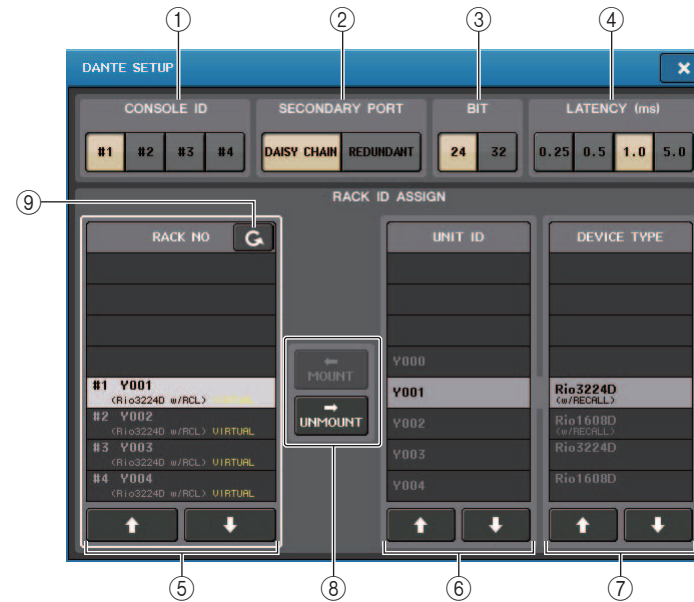 ① ② ③ ④
DANTE SETUP ×
CONSOLE ID SECONDARY PORT BIT LATENCY (ms)
#1 #2 #3 #4 DAISY CHAIN REDUNDANT 24 32 0.25 0.5 1.0 5.0
⑨ RACK ID ASSIGN
RACK NO UNIT ID DEVICE TYPE
Y000
MOUNT
#1 Y001 Y001 Rio3224D
(Rio3224D w/RCL) VIRTUAL (w/RECALL)
#2 Y002 UNMOUNT Y002 Rio1608D
(Rio3224D w/RCL) VIRTUAL (w/RECALL)
#3 Y003 Y003 Rio3224D
(Rio3224D w/RCL) VIRTUAL
#4 Y004 Y004 Rio1608D
(Rio3224D w/RCL) VIRTUAL
⑤ ⑧ ⑥ ⑦